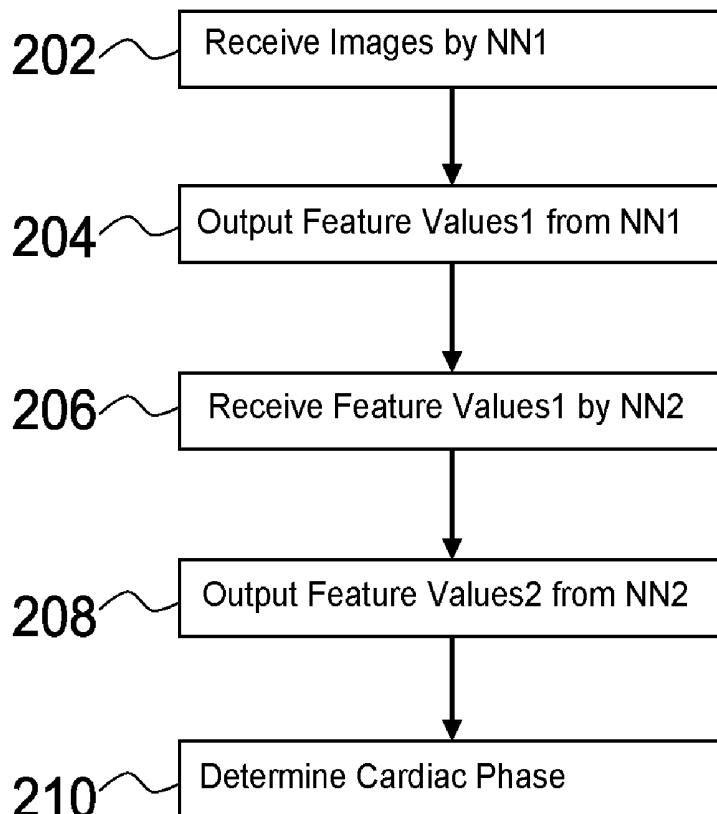 202 Receive Images by NN1
204 Output Feature Values1 from NN1
206 Receive Feature Values1 by NN2
208 Output Feature Values2 from NN2
210 Determine Cardiac Phase